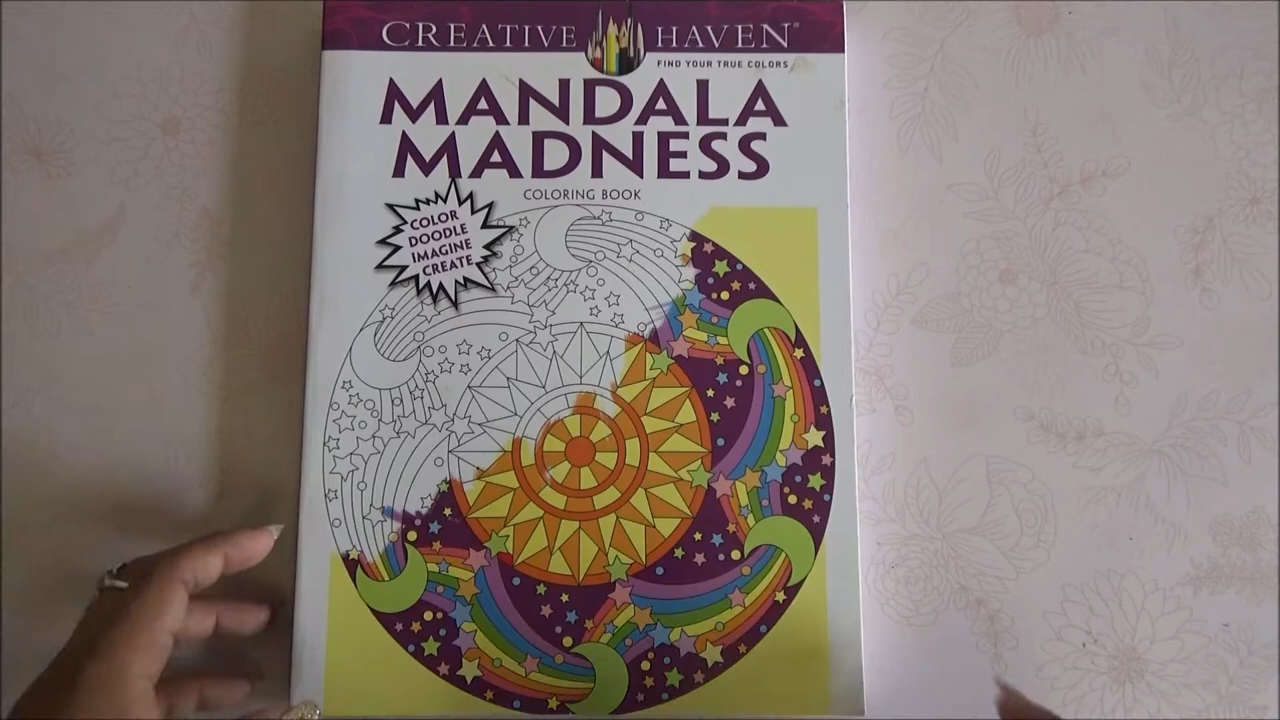 CREATIVE HAVEN®
FIND YOUR TRUE COLORS
MANDALA
MADNESS
COLORING BOOK
COLOR
DOODLE
IMAGINE
CREATE